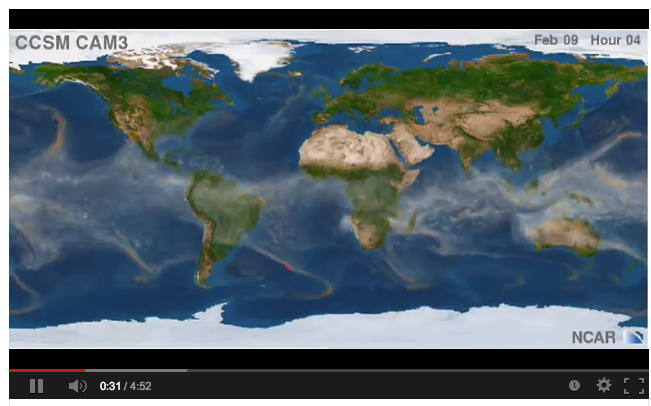 CCSM CAM3
Feb 09 Hour 04
NCAR
0:31 / 4:52